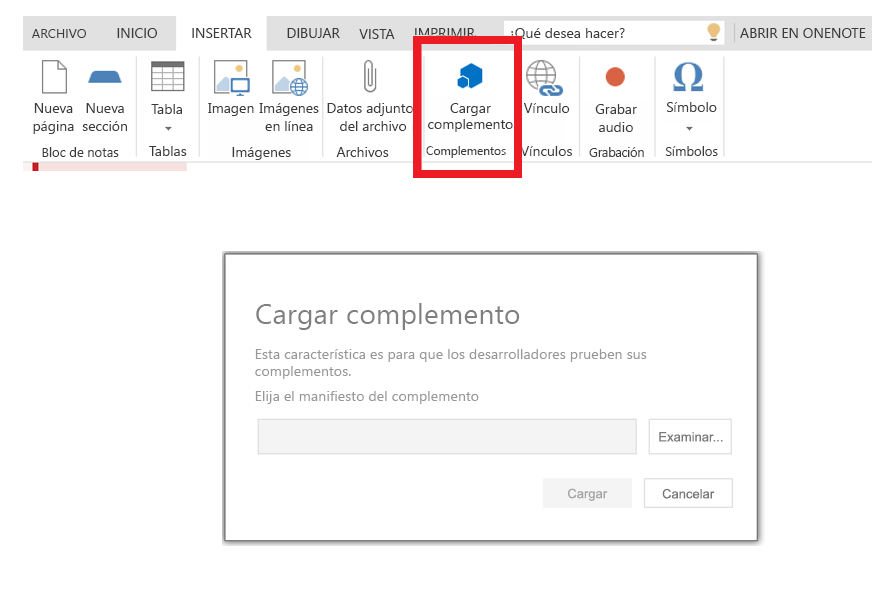 ARCHIVO INICIO INSERTAR DIBUJAR VISTA IMPRIMIR ¿Qué desea hacer? ABRIR EN ONENOTE
Nueva página
Nueva sección
Bloc de notas
Tabla
Tablas
Imagen
Imágenes en línea
Imágenes
Datos adjunto del archivo
Archivos
Cargar complemento
Complementos
Vínculo
Vínculos
Grabar audio
Grabación
Símbolo
Símbolos
Cargar complemento
Esta característica es para que los desarrolladores prueben sus
complementos.
Elija el manifiesto del complemento
Examinar...
Cargar Cancelar